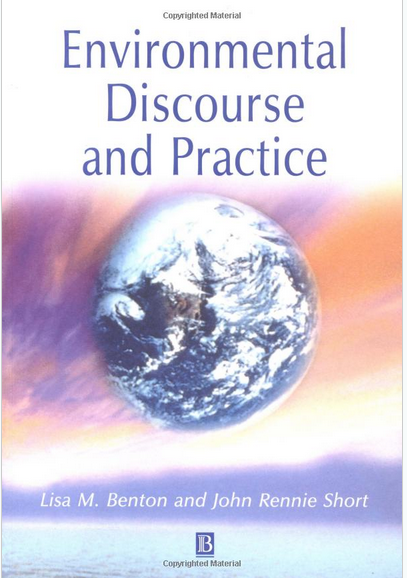 Copyrighted Material
Environmental
Discourse
and Practice
Lisa M. Benton and John Rennie Short
B
Copyrighted Material